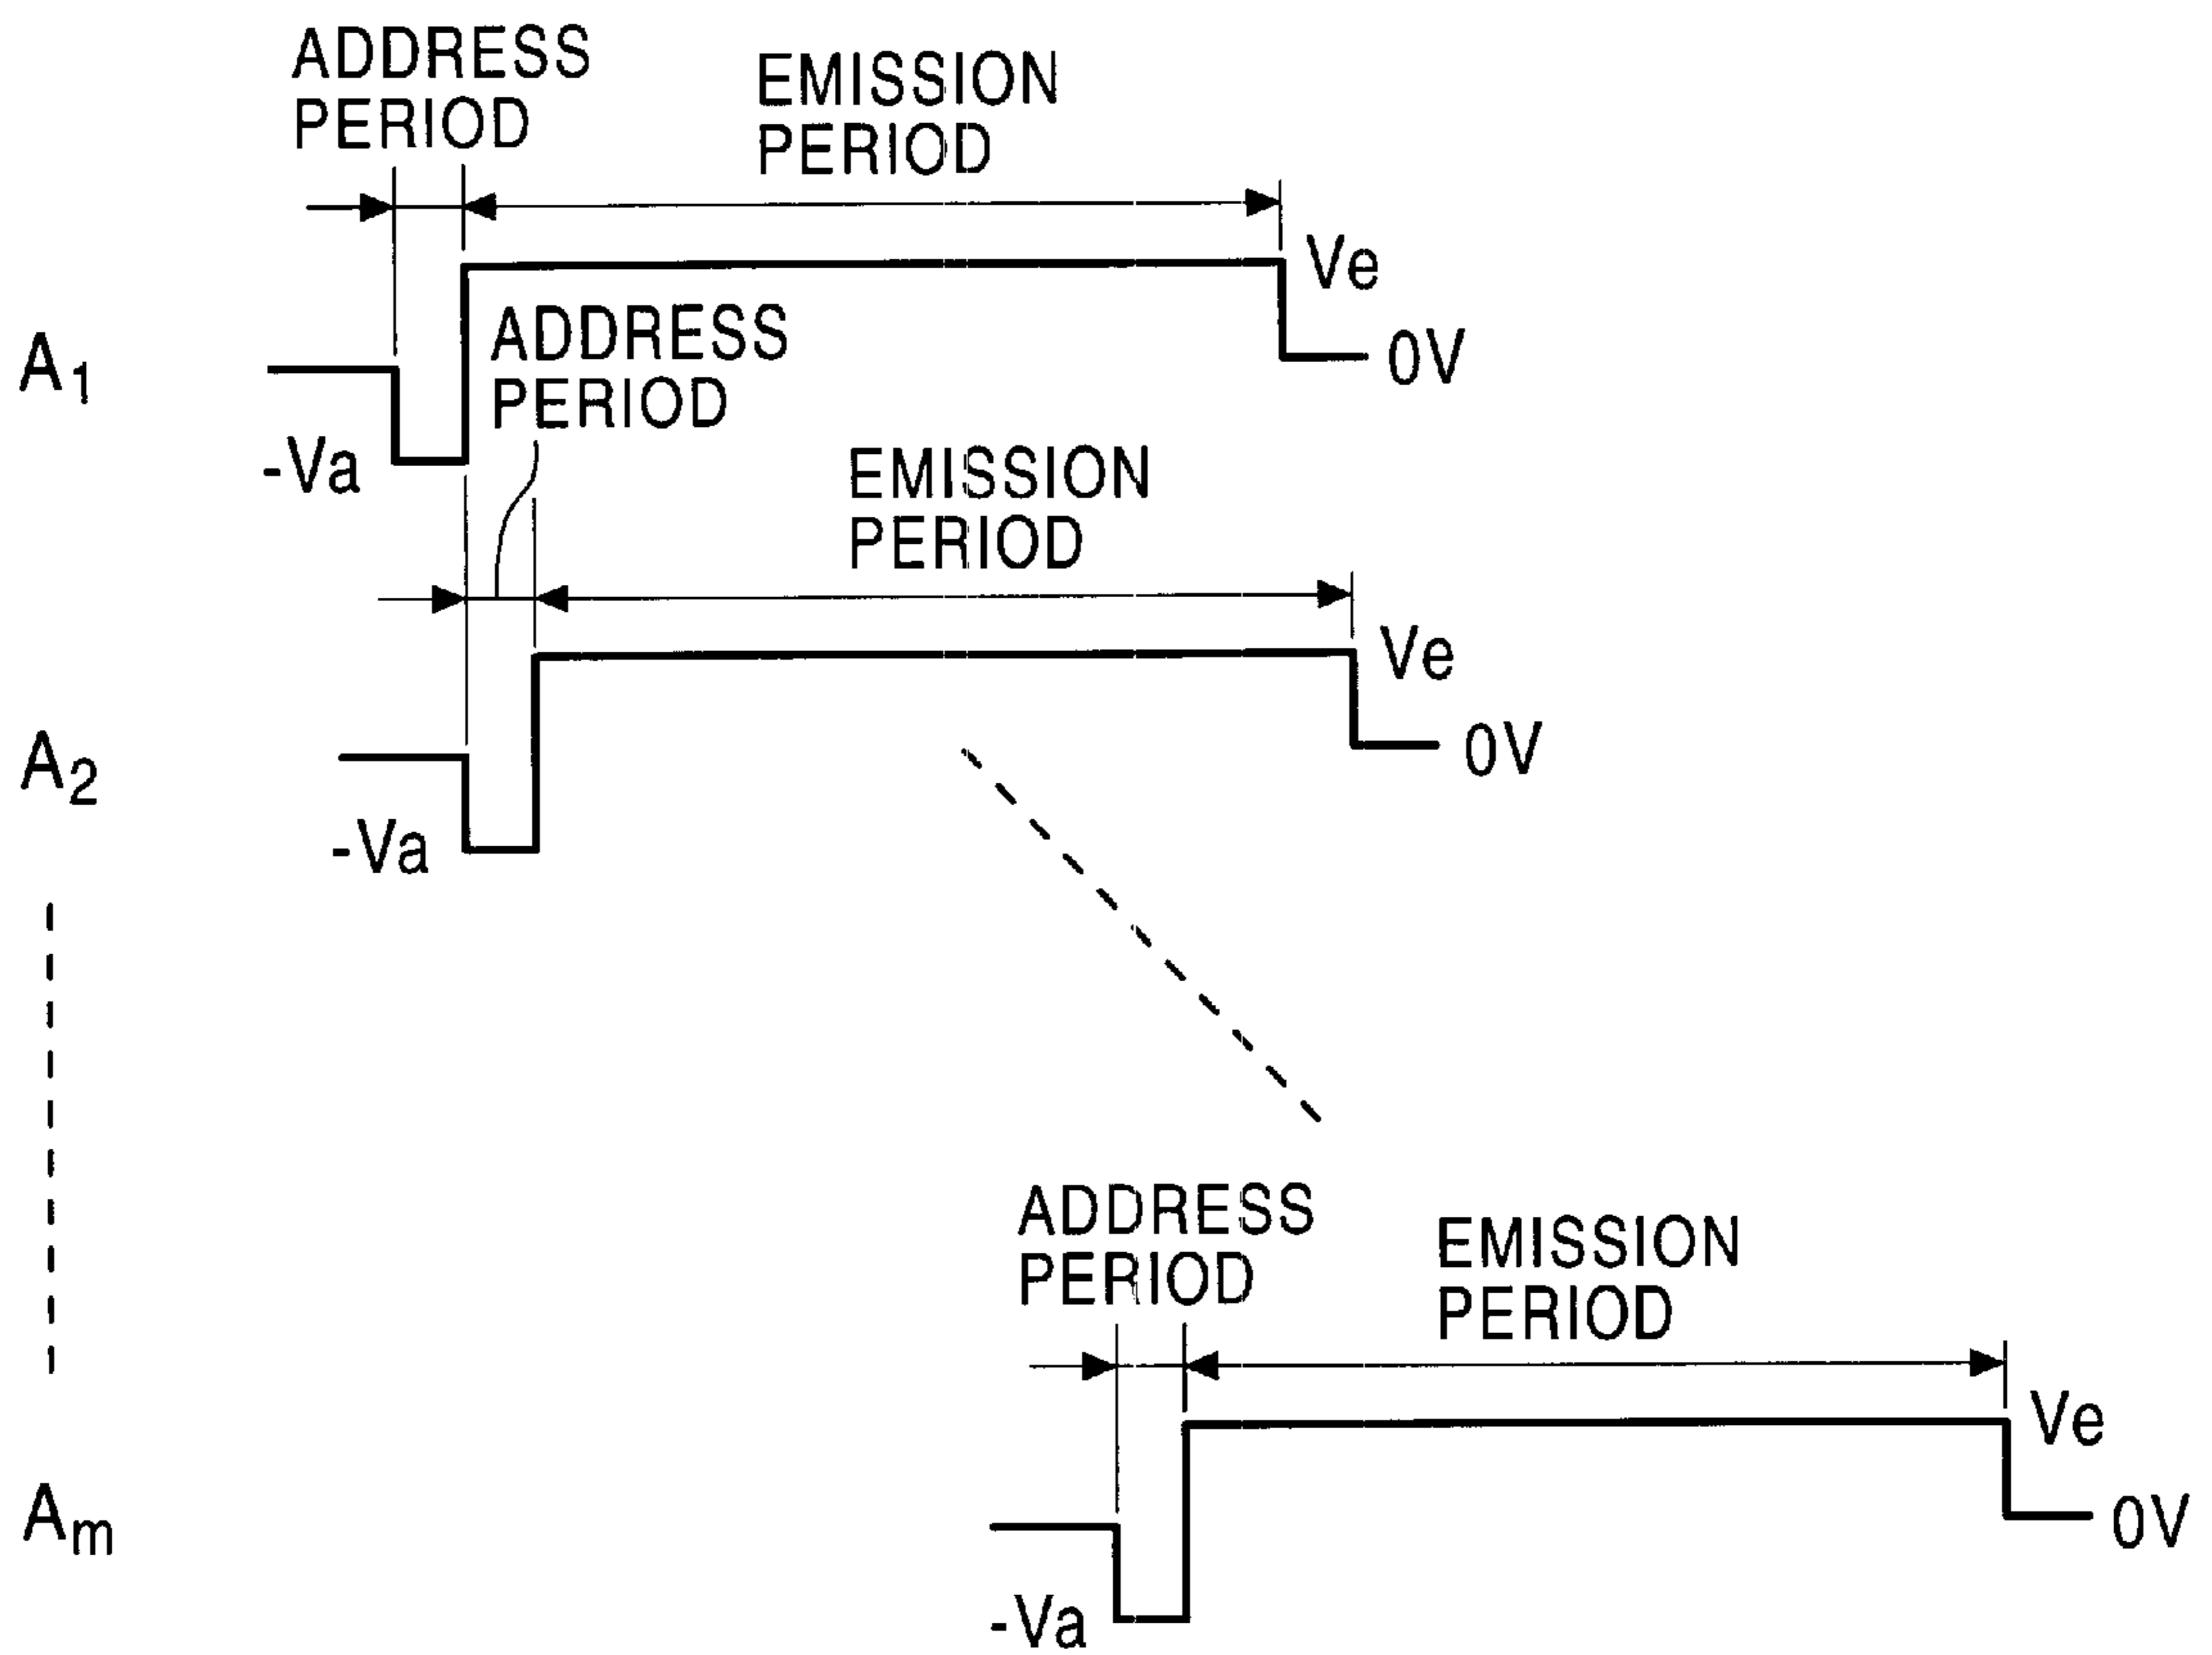 ADDRESS
PERIOD
EMISSION
PERIOD
Ve
0V
A1
-Va
ADDRESS
PERIOD
EMISSION
PERIOD
Ve
0V
A2
-Va
ADDRESS
PERIOD
EMISSION
PERIOD
Ve
0V
Am
-Va